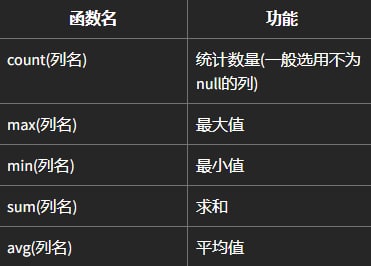 函数名 功能
count(列名) 统计数量(一般选用不为
null的列)
max(列名) 最大值
min(列名) 最小值
sum(列名) 求和
avg(列名) 平均值